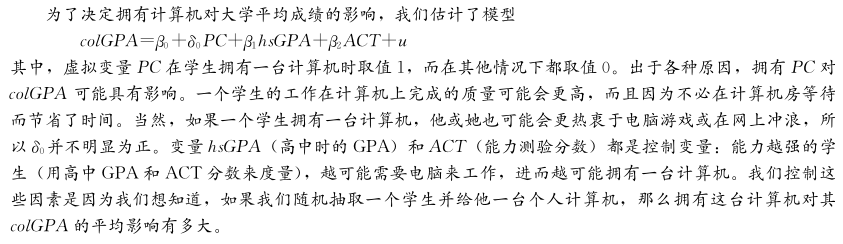 为了决定拥有计算机对大学平均成绩的影响，我们估计了模型
colGPA=β₀+δ₀PC+β₁hsGPA+β₂ACT+u
其中，虚拟变量 PC 在学生拥有一台计算机时取值 1，而在其他情况下都取值 0。出于各种原因，拥有 PC 对
colGPA 可能具有影响。一个学生的工作在计算机上完成的质量可能会更高，而且因为不必在计算机房等待
而节省了时间。当然，如果一个学生拥有一台计算机，他或她也可能会更热衷于电脑游戏或在网上冲浪，所
以 δ₀并不明显为正。变量 hsGPA（高中时的 GPA）和 ACT（能力测验分数）都是控制变量：能力越强的学
生（用高中 GPA 和 ACT 分数来度量），越可能需要电脑来工作，进而越可能拥有一台计算机。我们控制这
些因素是因为我们想知道，如果我们随机抽取一个学生并给他一台个人计算机，那么拥有这台计算机对其
colGPA 的平均影响有多大。